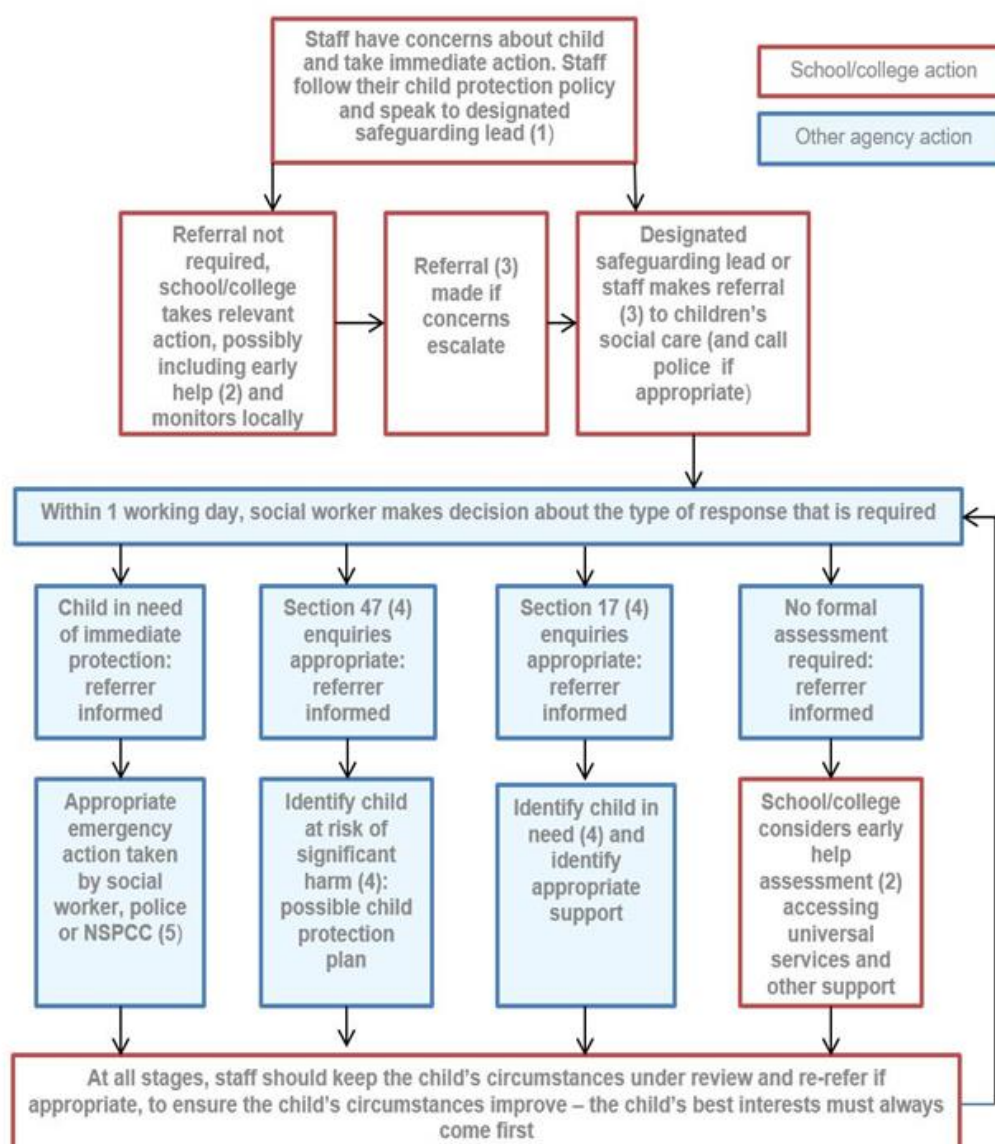 Staff have concerns about child
and take immediate action. Staff
follow their child protection policy
and speak to designated
safeguarding lead (1)
School/college action
Other agency action
Referral not
required,
school/college
takes relevant
action, possibly
including early
help (2) and
monitors locally
Referral (3)
made if
concerns
escalate
Designated
safeguarding lead or
staff makes referral
(3) to children’s
social care (and call
police if
appropriate)
Within 1 working day, social worker makes decision about the type of response that is required
Child in need
of immediate
protection:
referrer
informed
Section 47 (4)
enquiries
appropriate:
referrer
informed
Section 17 (4)
enquiries
appropriate:
referrer
informed
No formal
assessment
required:
referrer
informed
Appropriate
emergency
action taken
by social
worker, police
or NSPCC (5)
Identify child
at risk of
significant
harm (4):
possible child
protection
plan
Identify child in
need (4) and
identify
appropriate
support
School/college
considers early
help
assessment (2)
accessing
universal
services and
other support
At all stages, staff should keep the child’s circumstances under review and re-refer if
appropriate, to ensure the child’s circumstances improve – the child’s best interests must always
come first